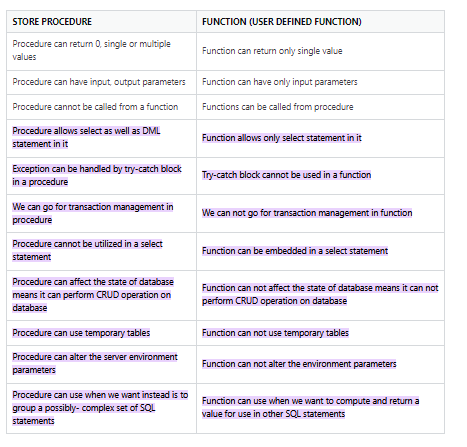 STORE PROCEDURE FUNCTION (USER DEFINED FUNCTION)
Procedure can return 0, single or multiple
values
Function can return only single value
Procedure can have input, output parameters Function can have only input parameters
Procedure cannot be called from a function Functions can be called from procedure
Procedure allows select as well as DML
statement in it
Function allows only select statement in it
Exception can be handled by try-catch block
in a procedure
Try-catch block cannot be used in a function
We can go for transaction management in
procedure
We can not go for transaction management in function
Procedure cannot be utilized in a select
statement
Function can be embedded in a select statement
Procedure can affect the state of database
means it can perform CRUD operation on
database
Function can not affect the state of database means it can not
perform CRUD operation on database
Procedure can use temporary tables Function can not use temporary tables
Procedure can alter the server environment
parameters
Function can not alter the environment parameters
Procedure can use when we want instead is to
group a possibly- complex set of SQL
statements
Function can use when we want to compute and return a
value for use in other SQL statements